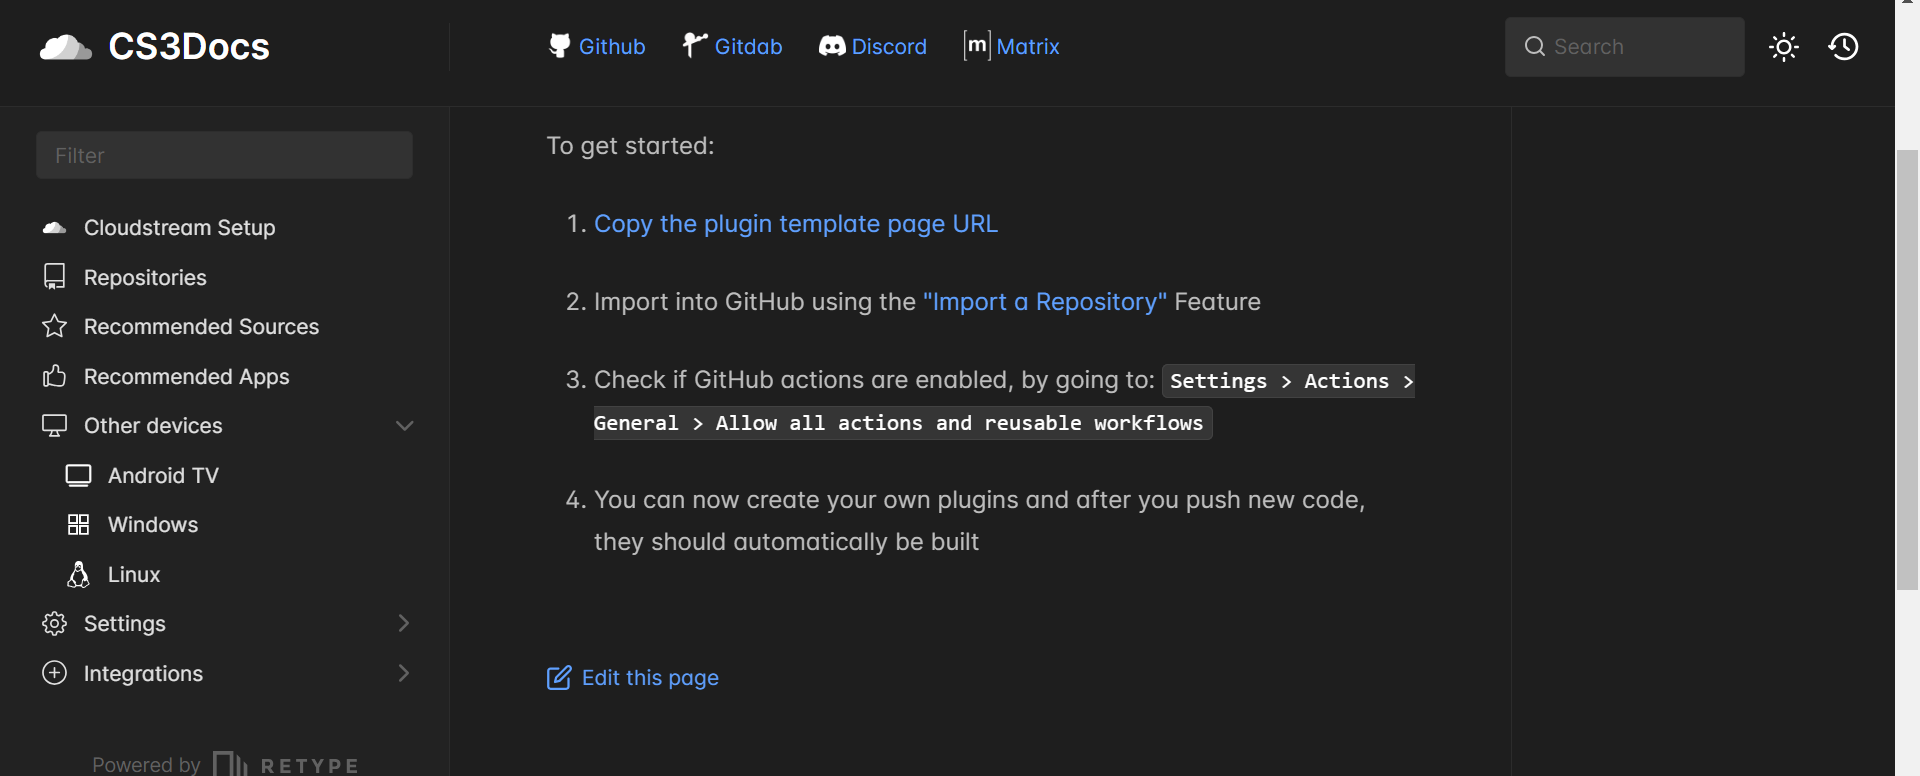 CS3Docs
Github
Gitdab
Discord
[m] Matrix
Search
Filter
Cloudstream Setup
Repositories
Recommended Sources
Recommended Apps
Other devices
Android TV
Windows
Linux
Settings
Integrations
Powered by RETYPE
To get started:
1. Copy the plugin template page URL
2. Import into GitHub using the "Import a Repository" Feature
3. Check if GitHub actions are enabled, by going to: Settings > Actions >
General > Allow all actions and reusable workflows
4. You can now create your own plugins and after you push new code,
they should automatically be built
Edit this page